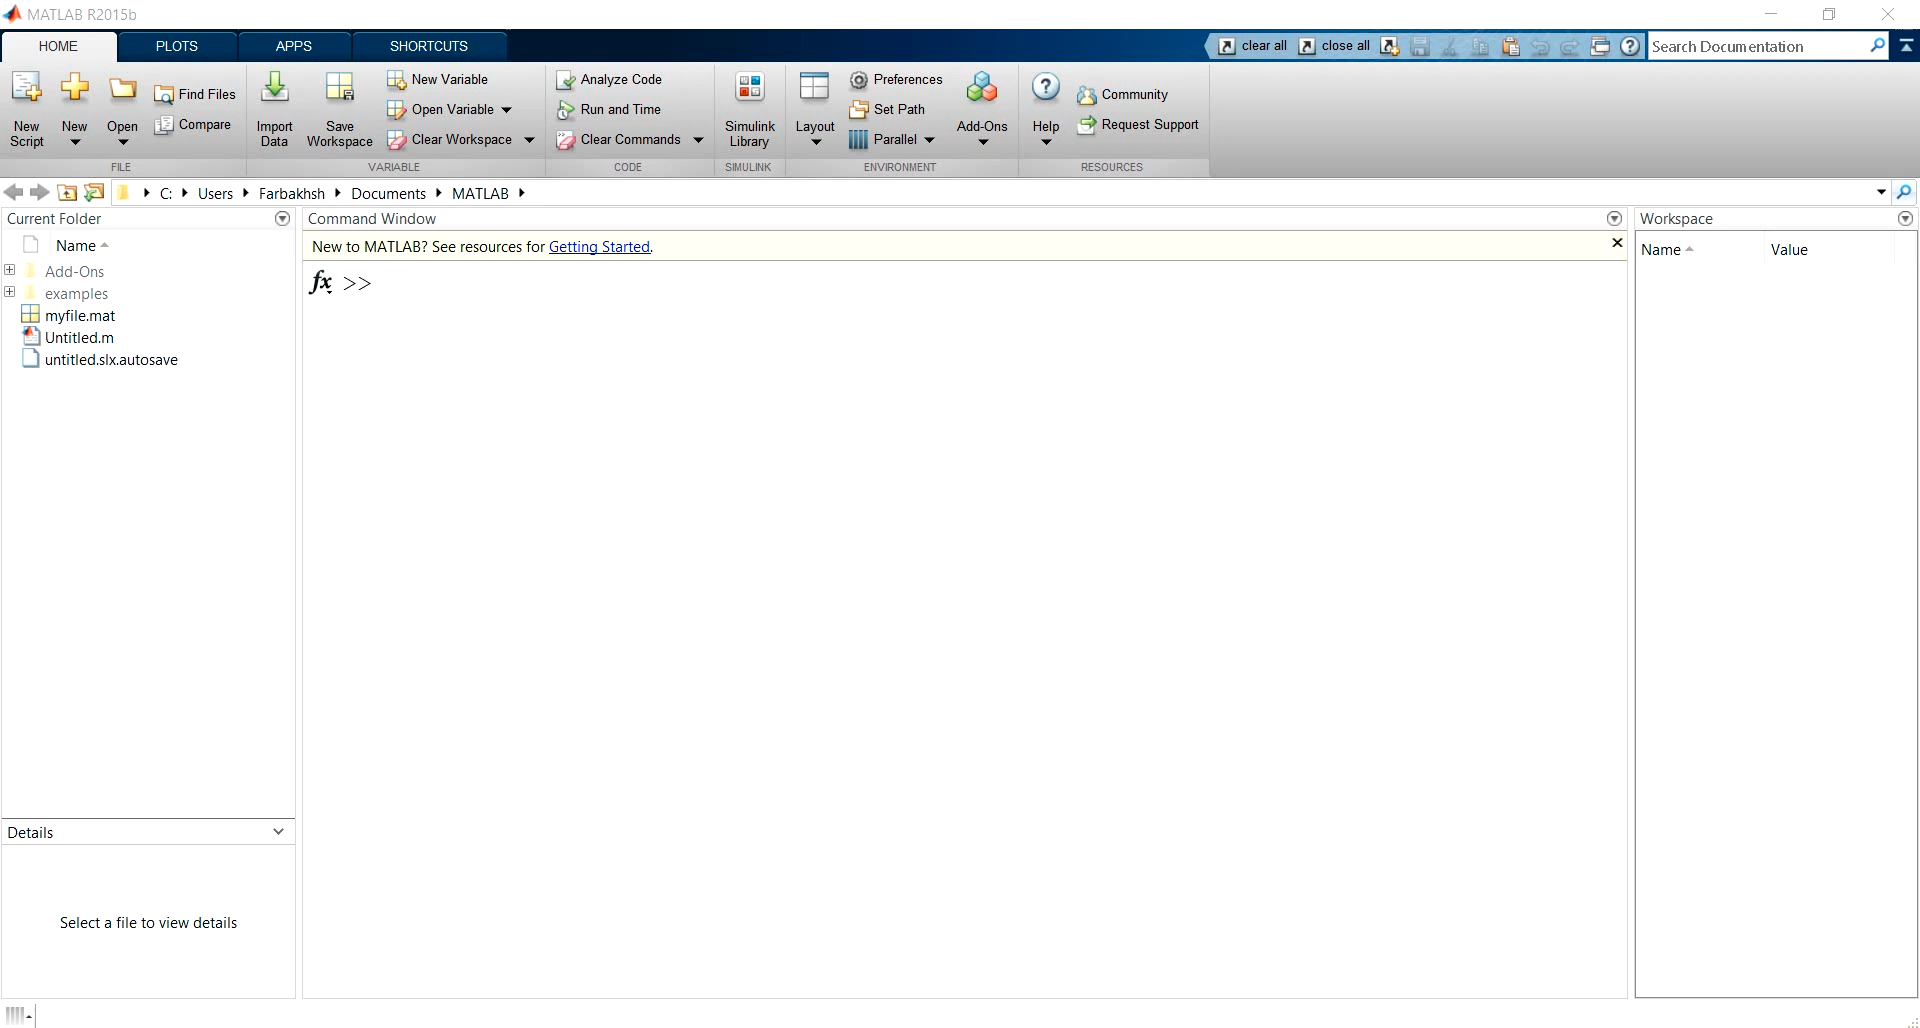 MATLAB R2015b
HOME PLOTS APPS SHORTCUTS clear all close all Search Documentation
New Script New Open Find Files Compare
Import Data Save Workspace New Variable Open Variable Clear Workspace
Analyze Code Run and Time Clear Commands
Simulink Library
Layout Preferences Set Path Parallel Add-Ons
Help Community Request Support
FILE VARIABLE CODE SIMULINK ENVIRONMENT RESOURCES
C: Users Farbakhsh Documents MATLAB
Current Folder
Name
Add-Ons
examples
myfile.mat
Untitled.m
untitled.slx.autosave
Details
Select a file to view details
Command Window
New to MATLAB? See resources for Getting Started.
fx >>
Workspace
Name Value